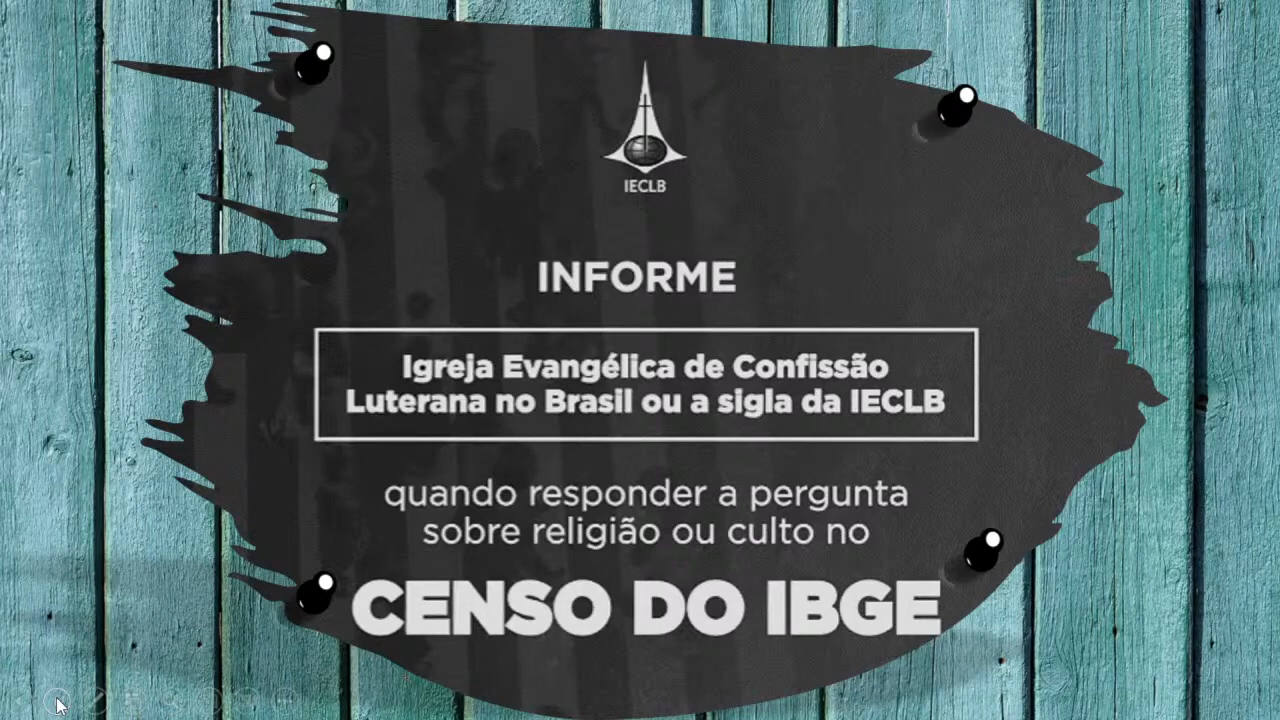 IECLB
INFORME
Igreja Evangélica de Confissão
Luterana no Brasil ou a sigla da IECLB
quando responder a pergunta
sobre religião ou culto no
CENSO DO IBGE